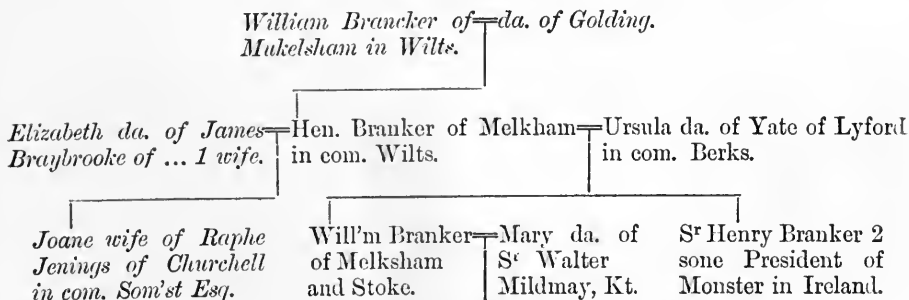 William Brancker of da. of Golding.
Mukelsham in Wilts.
Elizabeth da. of James Hen. Branker of Melkham Ursula da. of Yate of Lyford
Braybrooke of ... 1 wife. in com. Wilts. in com. Berks.
Joane wife of Raphe Will'm Branker Mary da. of Sr Henry Branker 2
Jenings of Churchell of Melksham Sr Walter sone President of
in com. Som'st Esq. and Stoke. Mildmay, Kt. Monster in Ireland.